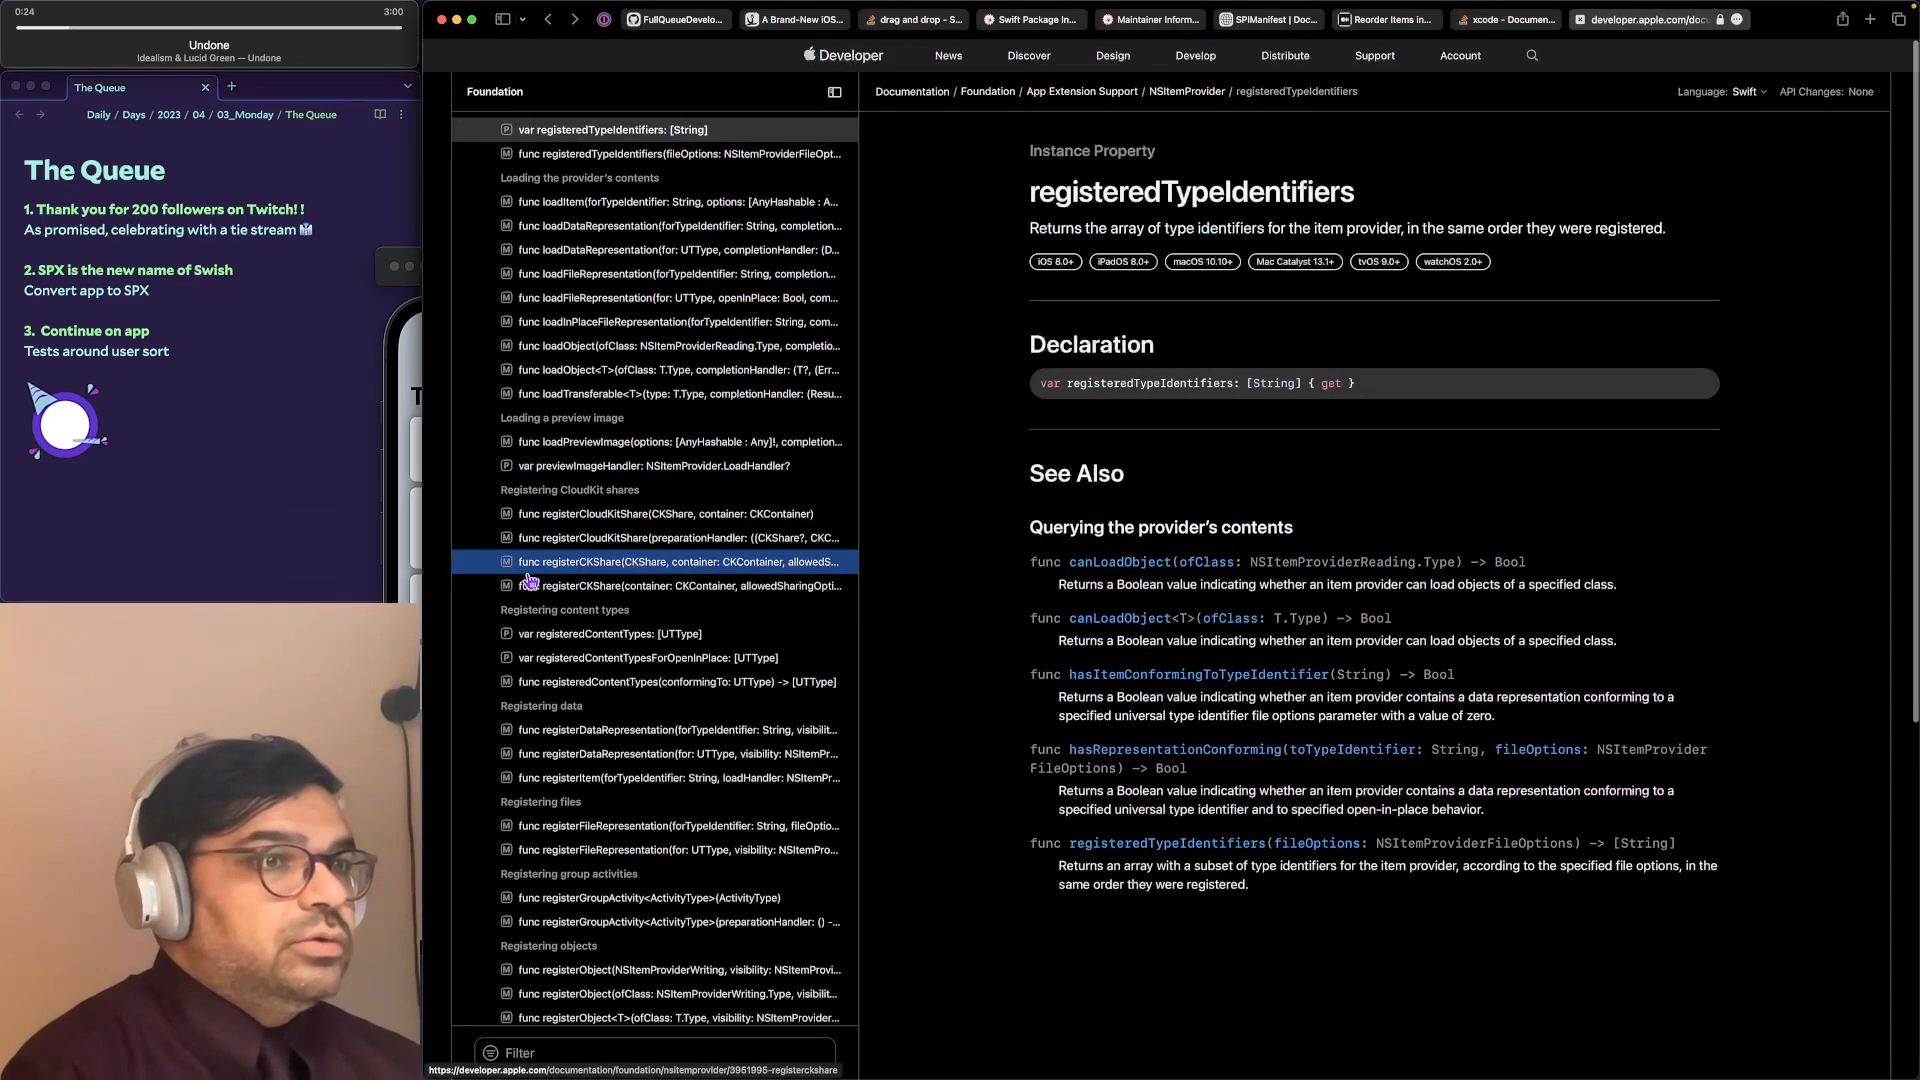 0:24
3:00
Undone
Idealism & Lucid Green — Undone
The Queue
Daily / Days / 2023 / 04 / 03_Monday / The Queue
The Queue
1. Thank you for 200 followers on Twitch! !
As promised, celebrating with a tie stream 👔
2. SPX is the new name of Swish
Convert app to SPX
3. Continue on app
Tests around user sort
FullQueueDevelo...
A Brand-New iOS...
drag and drop - S...
Swift Package In...
Maintainer Inform...
SPIManifest | Doc...
Reorder Items in...
xcode - Documen...
developer.apple.com/docu
Developer
News
Discover
Design
Develop
Distribute
Support
Account
Foundation
var registeredTypeIdentifiers: [String]
func registeredTypeIdentifiers(fileOptions: NSItemProviderFileOpt...
Loading the provider's contents
func loadItem(forTypeIdentifier: String, options: [AnyHashable : A...
func loadDataRepresentation(forTypeIdentifier: String, completion...
func loadDataRepresentation(for: UTType, completionHandler: (D...
func loadFileRepresentation(forTypeIdentifier: String, completion...
func loadFileRepresentation(for: UTType, openInPlace: Bool, com...
func loadInPlaceFileRepresentation(forTypeIdentifier: String, com...
func loadObject(ofClass: NSItemProviderReading.Type, completio...
func loadObject<T>(ofClass: T.Type, completionHandler: (T?, (Err...
func loadTransferable<T>(type: T.Type, completionHandler: (Resu...
Loading a preview image
func loadPreviewImage(options: [AnyHashable : Any]!, completion...
var previewImageHandler: NSItemProvider.LoadHandler?
Registering CloudKit shares
func registerCloudKitShare(CKShare, container: CKContainer)
func registerCloudKitShare(preparationHandler: ((CKShare?, CKC...
func registerCKShare(CKShare, container: CKContainer, allowedS...
registerCKShare(container: CKContainer, allowedSharingOpti...
Registering content types
var registeredContentTypes: [UTType]
var registeredContentTypesForOpenInPlace: [UTType]
func registeredContentTypes(conformingTo: UTType) -> [UTType]
Registering data
func registerDataRepresentation(forTypeIdentifier: String, visibilit...
func registerDataRepresentation(for: UTType, visibility: NSItemPr...
func registerItem(forTypeIdentifier: String, loadHandler: NSItemPr...
Registering files
func registerFileRepresentation(forTypeIdentifier: String, fileOptio...
func registerFileRepresentation(for: UTType, visibility: NSItemPro...
Registering group activities
func registerGroupActivity<ActivityType>(ActivityType)
func registerGroupActivity<ActivityType>(preparationHandler: () -...
Registering objects
func registerObject(NSItemProviderWriting, visibility: NSItemProvi...
func registerObject(ofClass: NSItemProviderWriting.Type, visibilit...
func registerObject<T>(ofClass: T.Type, visibility: NSItemProvider...
Filter
https://developer.apple.com/documentation/foundation/nsitemprovider/3951995-registerckshare
Documentation / Foundation / App Extension Support / NSItemProvider / registeredTypeIdentifiers
Language: Swift
API Changes: None
Instance Property
registeredTypeIdentifiers
Returns the array of type identifiers for the item provider, in the same order they were registered.
iOS 8.0+
iPadOS 8.0+
macOS 10.10+
Mac Catalyst 13.1+
tvOS 9.0+
watchOS 2.0+
Declaration
var registeredTypeIdentifiers: [String] { get }
See Also
Querying the provider's contents
func canLoadObject(ofClass: NSItemProviderReading.Type) -> Bool
Returns a Boolean value indicating whether an item provider can load objects of a specified class.
func canLoadObject<T>(ofClass: T.Type) -> Bool
Returns a Boolean value indicating whether an item provider can load objects of a specified class.
func hasItemConformingToTypeIdentifier(String) -> Bool
Returns a Boolean value indicating whether an item provider contains a data representation conforming to a
specified universal type identifier file options parameter with a value of zero.
func hasRepresentationConforming(toTypeIdentifier: String, fileOptions: NSItemProvider
FileOptions) -> Bool
Returns a Boolean value indicating whether an item provider contains a data representation conforming to a
specified universal type identifier and to specified open-in-place behavior.
func registeredTypeIdentifiers(fileOptions: NSItemProviderFileOptions) -> [String]
Returns an array with a subset of type identifiers for the item provider, according to the specified file options, in the
same order they were registered.